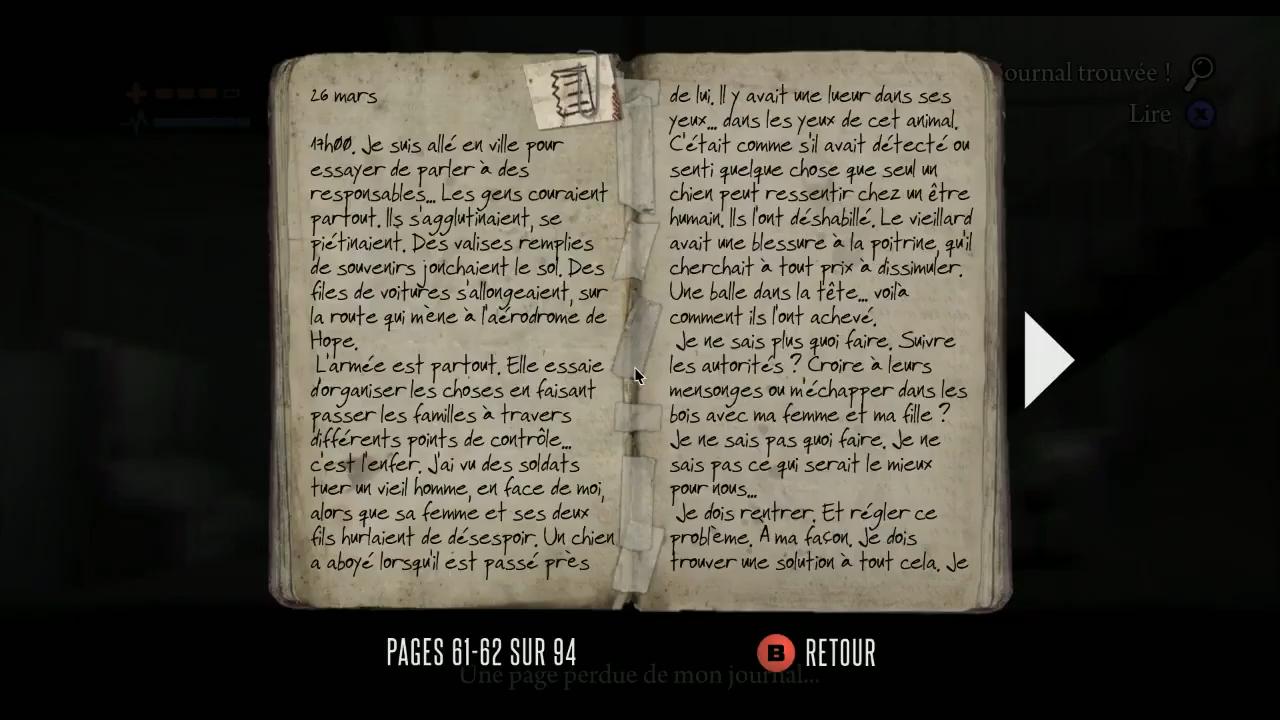 26 mars
17h00. Je suis allé en ville pour
essayer de parler à des
responsables... Les gens couraient
partout. Ils s'agglutinaient, se
piétinaient. Des valises remplies
de souvenirs jonchaient le sol. Des
files de voitures s'allongeaient, sur
la route qui mène à l'aérodrome de
Hope.
L'armée est partout. Elle essaie
d'organiser les choses en faisant
passer les familles à travers
différents points de contrôle...
c'est l'enfer. J'ai vu des soldats
tuer un vieil homme, en face de moi,
alors que sa femme et ses deux
fils hurlaient de désespoir. Un chien
a aboyé lorsqu'il est passé près
de lui. Il y avait une lueur dans ses
yeux... dans les yeux de cet animal.
C'était comme s'il avait détecté ou
senti quelque chose que seul un
chien peut ressentir chez un être
humain. Ils l'ont déshabillé. Le vieillard
avait une blessure à la poitrine, qu'il
cherchait à tout prix à dissimuler.
Une balle dans la tête... voilà
comment ils l'ont achevé.
Je ne sais plus quoi faire. Suivre
les autorités ? Croire à leurs
mensonges ou m'échapper dans les
bois avec ma femme et ma fille ?
Je ne sais pas quoi faire. Je ne
sais pas ce qui serait le mieux
pour nous...
Je dois rentrer. Et régler ce
problème. À ma façon. Je dois
trouver une solution à tout cela. Je
ournal trouvée !
Lire X
PAGES 61-62 SUR 94
B RETOUR
Une page perdue de mon journal...